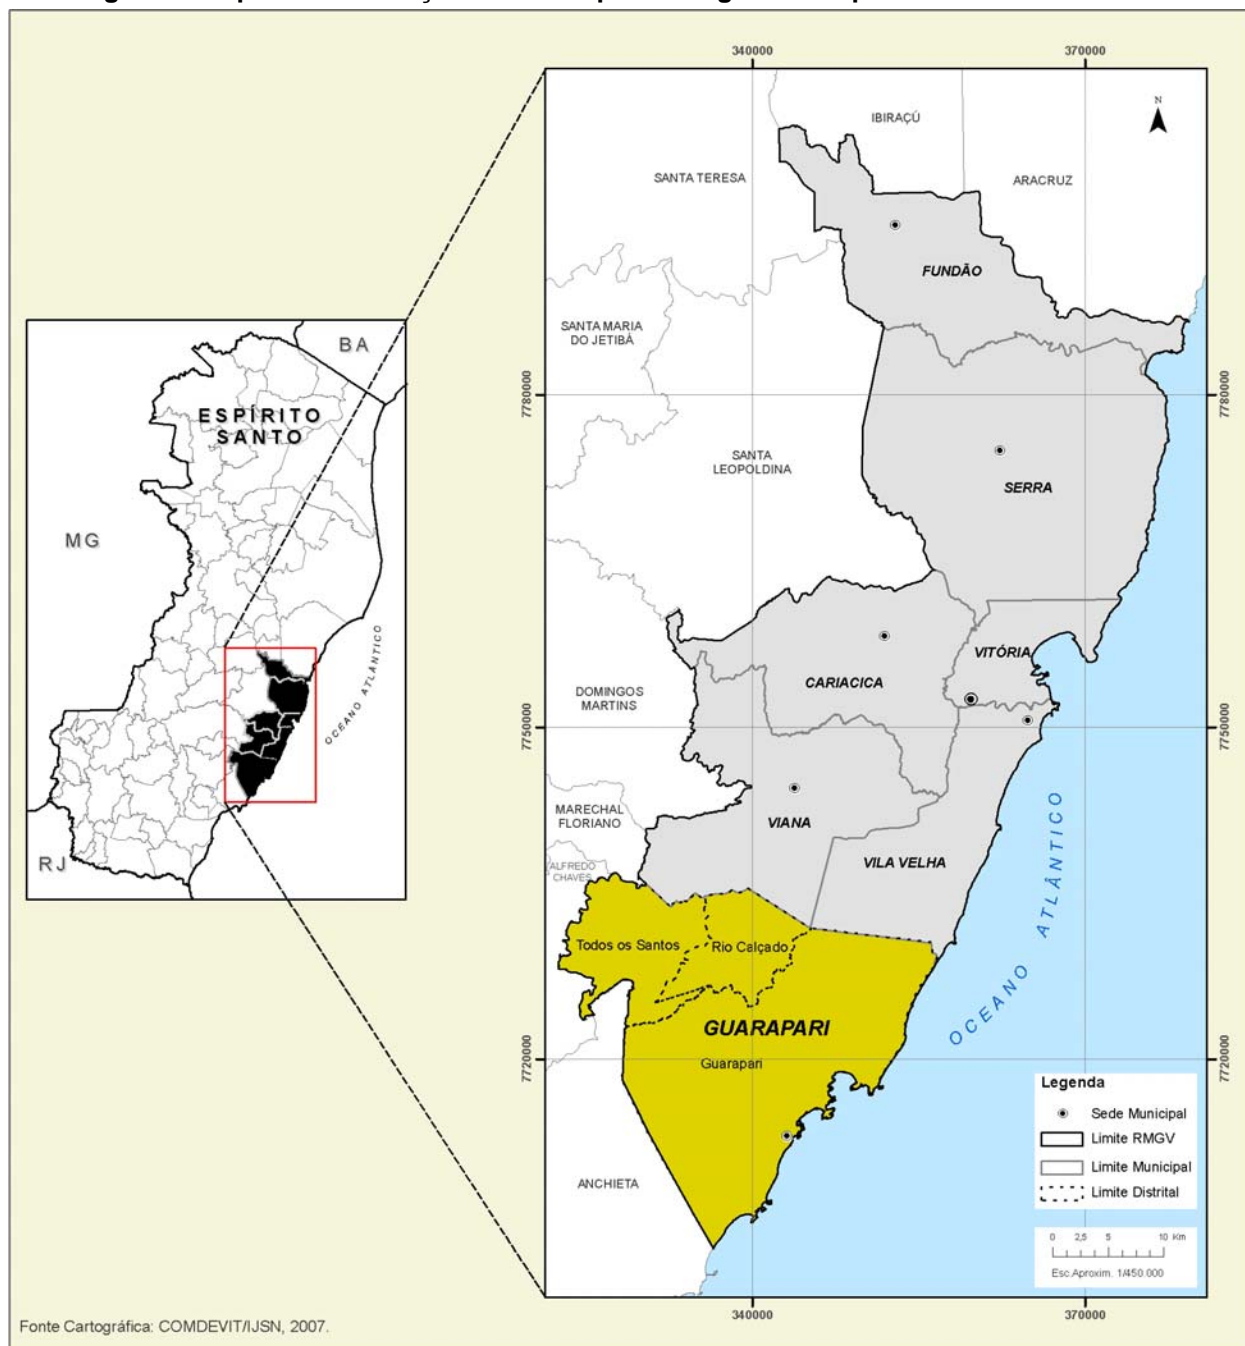 340000
370000
N
IBIRAÇÚ
SANTA TERESA
ARACRUZ
FUNDÃO
SANTA MARIA
DO JETIBÁ
BA
ESPÍRITO
SANTO
7780000
7780000
SANTA
LEOPOLDINA
SERRA
MG
OCEANO ATLÂNTICO
VITÓRIA
CARIACICA
DOMINGOS
MARTINS
7750000
7750000
MARECHAL
FLORIANO
VIANA
VILA VELHA
ALFREDO
CHAVES
RJ
OCEANO ATLÂNTICO
Todos os Santos
Rio Calçado
GUARAPARI
Guarapari
7720000
7720000
Legenda
Sede Municipal
Limite RMGV
Limite Municipal
Limite Distrital
ANCHIETA
0 2,5 5 10 Km
Esc.Aproxim. 1/450.000
340000
370000
Fonte Cartográfica: COMDEVIT/IJSN, 2007.